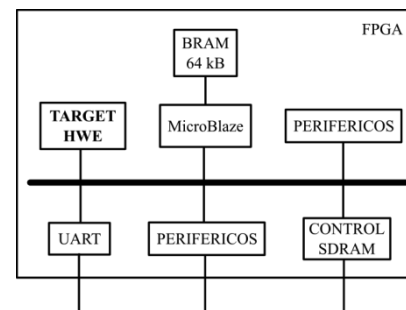 FPGA
BRAM
64 kB
TARGET
HWE
MicroBlaze
PERIFERICOS
UART
PERIFERICOS
CONTROL
SDRAM